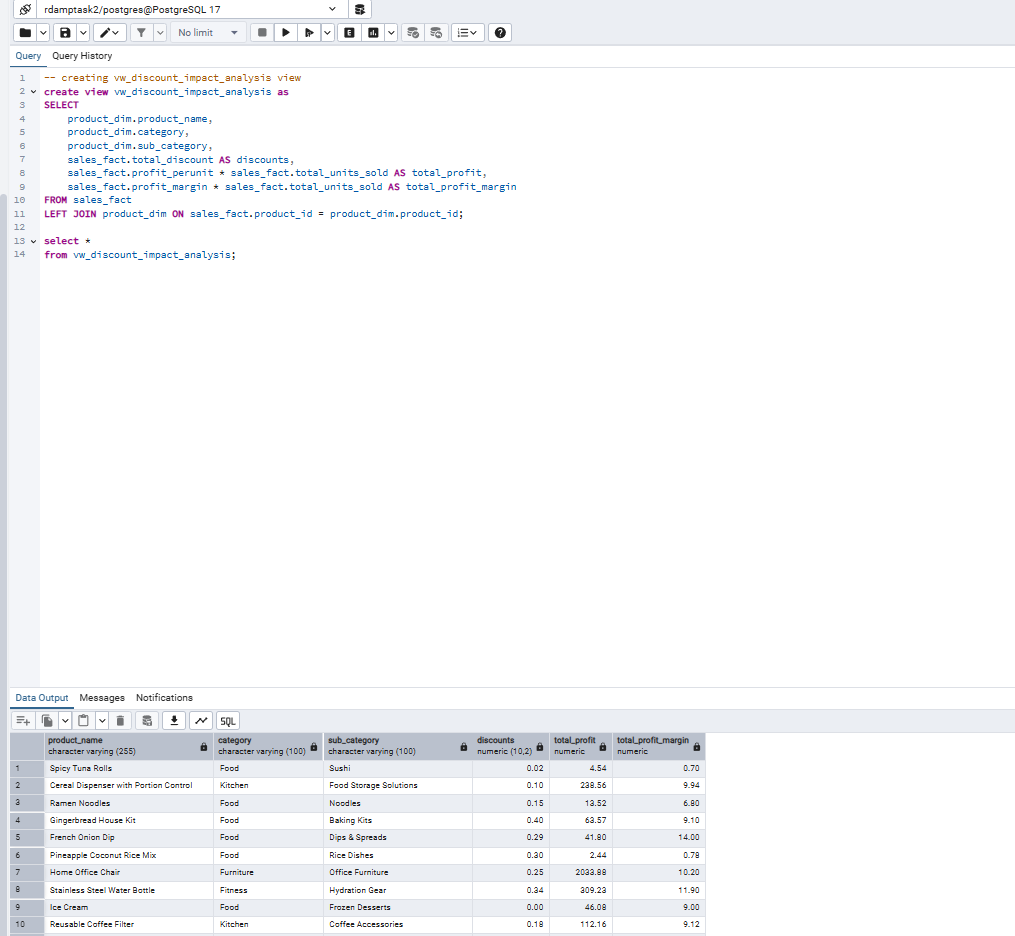 rdamptask2/postgres@PostgreSQL 17
No limit
E
Query Query History
1 -- creating vw_discount_impact_analysis view
2 create view vw_discount_impact_analysis as
3 SELECT
4 product_dim.product_name,
5 product_dim.category,
6 product_dim.sub_category,
7 sales_fact.total_discount AS discounts,
8 sales_fact.profit_perunit * sales_fact.total_units_sold AS total_profit,
9 sales_fact.profit_margin * sales_fact.total_units_sold AS total_profit_margin
10 FROM sales_fact
11 LEFT JOIN product_dim ON sales_fact.product_id = product_dim.product_id;
12
13 select *
14 from vw_discount_impact_analysis;
Data Output Messages Notifications
SQL
product_name category sub_category discounts total_profit total_profit_margin
character varying (255) character varying (100) character varying (100) numeric (10,2) numeric numeric
1 Spicy Tuna Rolls Food Sushi 0.02 4.54 0.70
2 Cereal Dispenser with Portion Control Kitchen Food Storage Solutions 0.10 238.56 9.94
3 Ramen Noodles Food Noodles 0.15 13.52 6.80
4 Gingerbread House Kit Food Baking Kits 0.40 63.57 9.10
5 French Onion Dip Food Dips & Spreads 0.29 41.80 14.00
6 Pineapple Coconut Rice Mix Food Rice Dishes 0.30 2.44 0.78
7 Home Office Chair Furniture Office Furniture 0.25 2033.88 10.20
8 Stainless Steel Water Bottle Fitness Hydration Gear 0.34 309.23 11.90
9 Ice Cream Food Frozen Desserts 0.00 46.08 9.00
10 Reusable Coffee Filter Kitchen Coffee Accessories 0.18 112.16 9.12